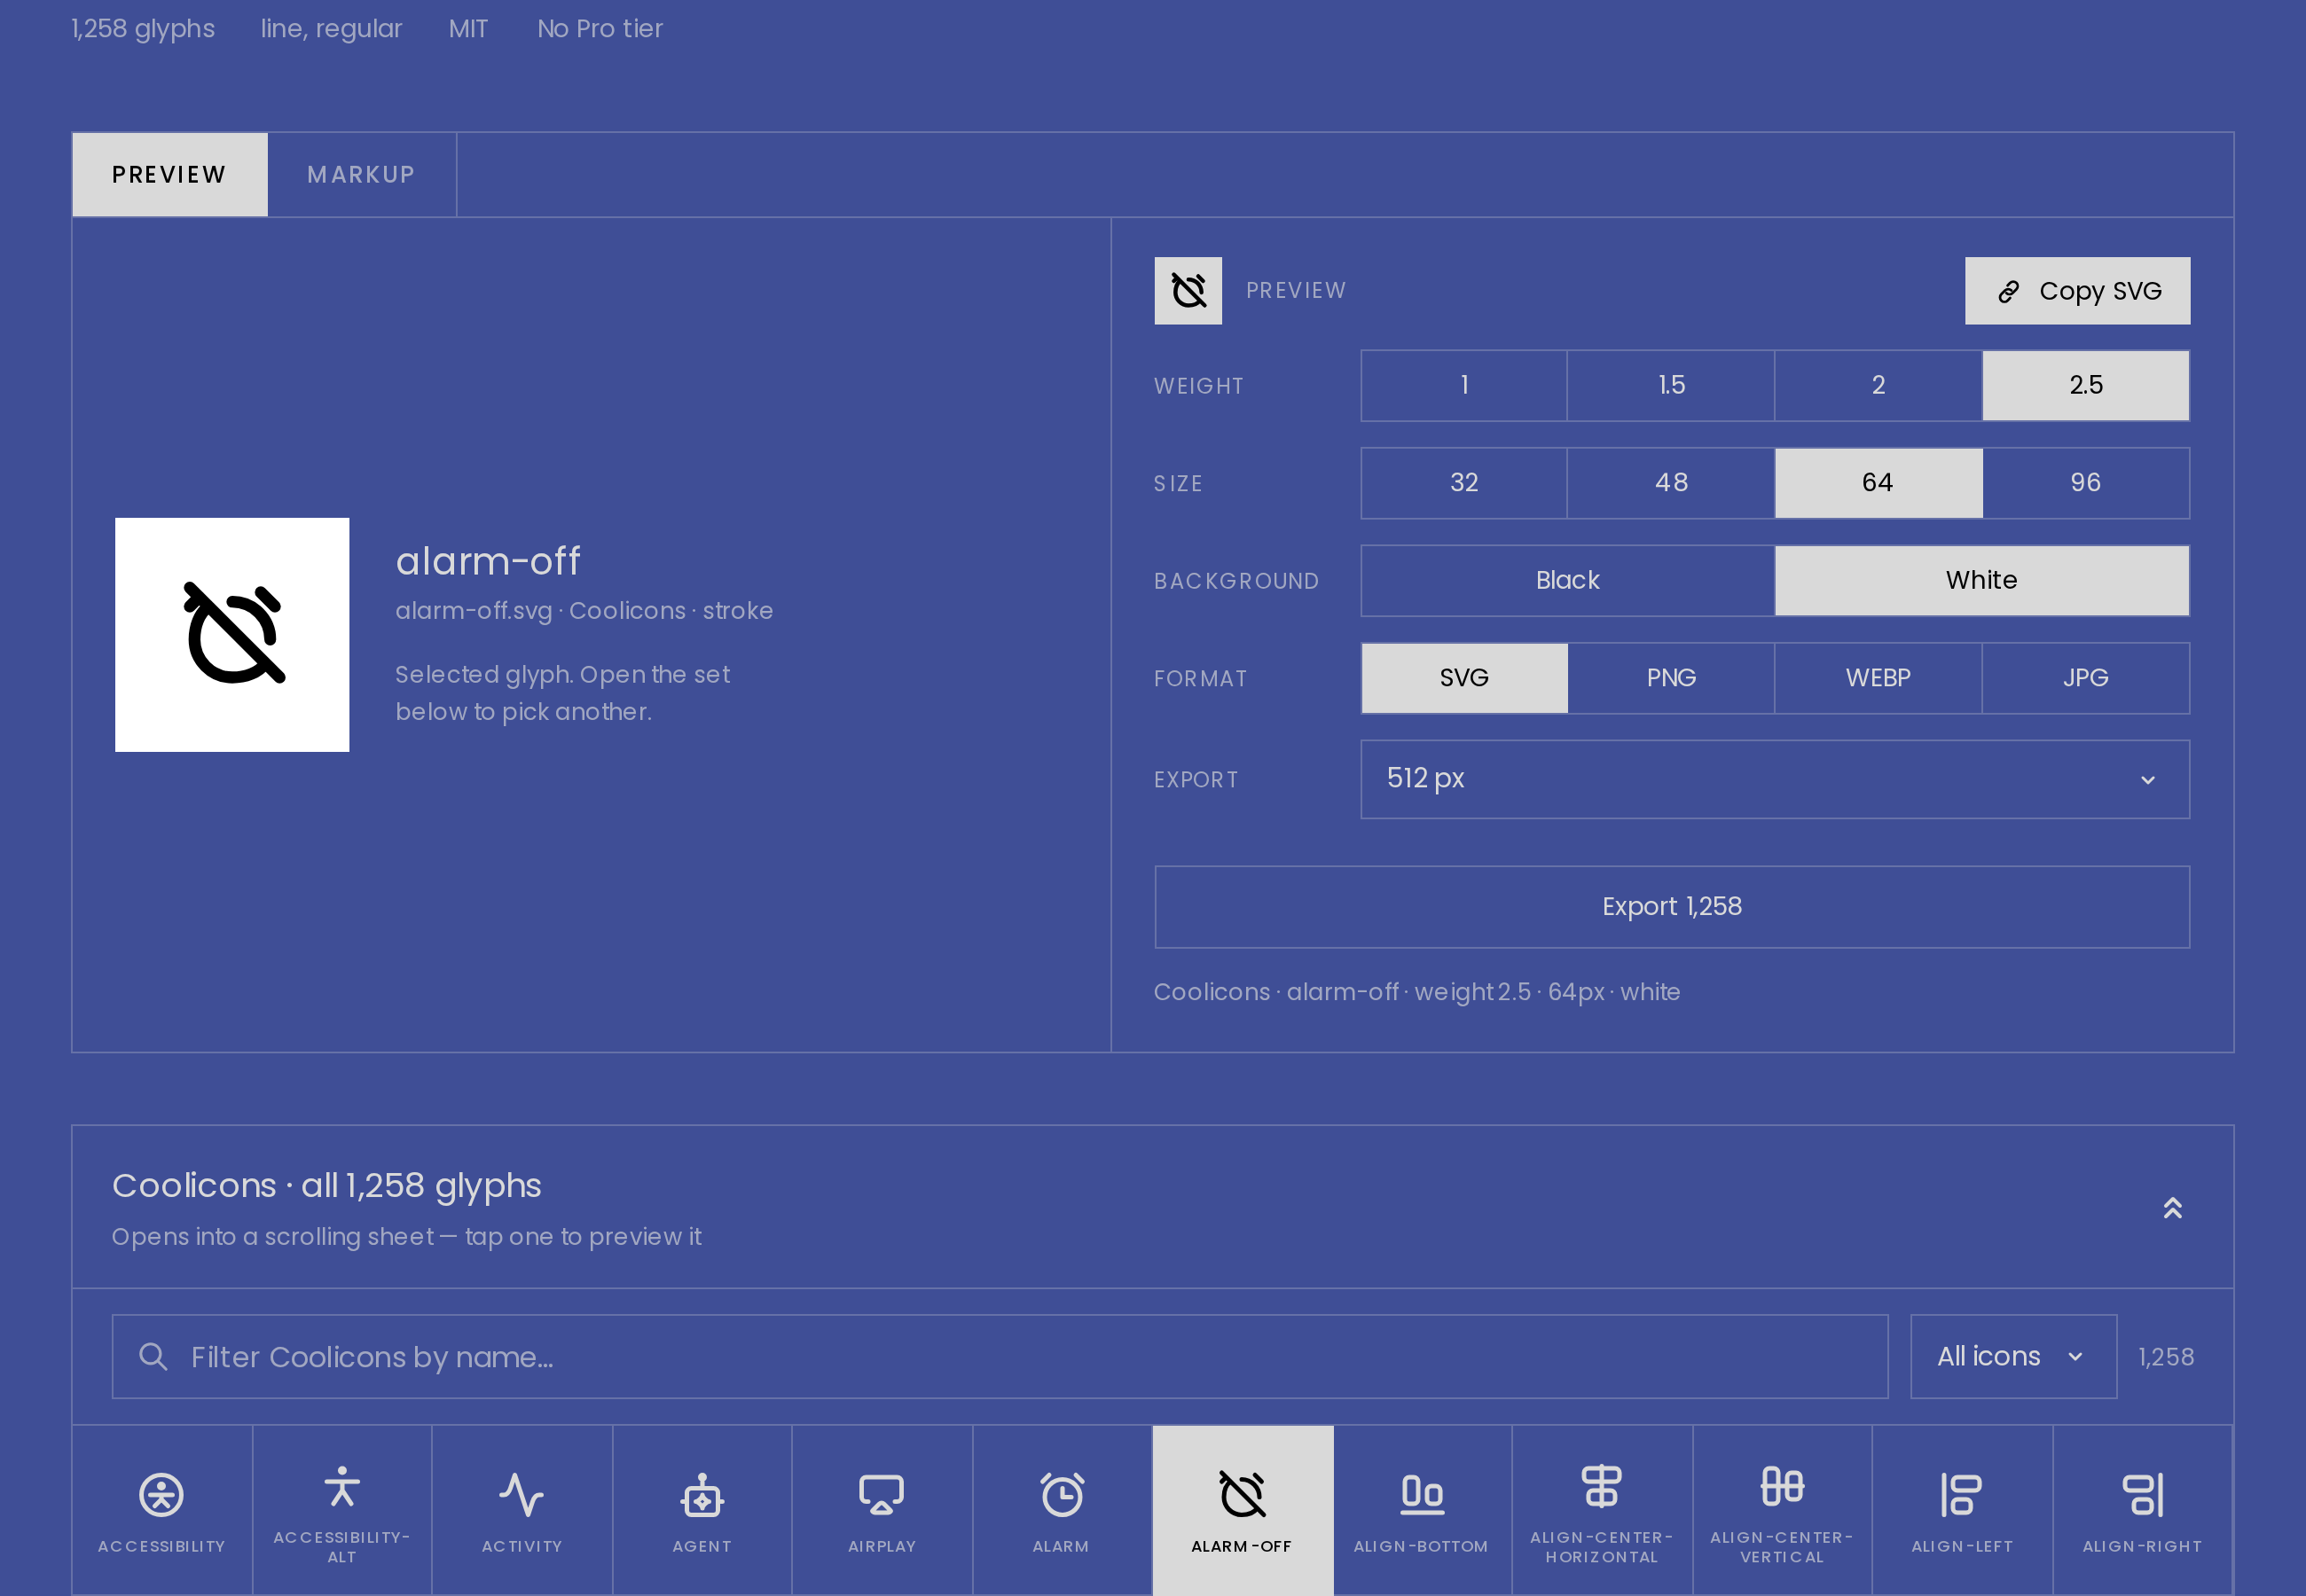 1,258 glyphs line, regular MIT No Pro tier
PREVIEW MARKUP
PREVIEW Copy SVG
WEIGHT 1 1.5 2 2.5
SIZE 32 48 64 96
BACKGROUND Black White
FORMAT SVG PNG WEBP JPG
EXPORT 512 px
Export 1,258
Coolicons · alarm-off · weight 2.5 · 64px · white
alarm-off
alarm-off.svg · Coolicons · stroke
Selected glyph. Open the set
below to pick another.
Coolicons · all 1,258 glyphs
Opens into a scrolling sheet — tap one to preview it
Filter Coolicons by name... All icons 1,258
ACCESSIBILITY
ACCESSIBILITY-
ALT
ACTIVITY
AGENT
AIRPLAY
ALARM
ALARM-OFF
ALIGN-BOTTOM
ALIGN-CENTER-
HORIZONTAL
ALIGN-CENTER-
VERTICAL
ALIGN-LEFT
ALIGN-RIGHT